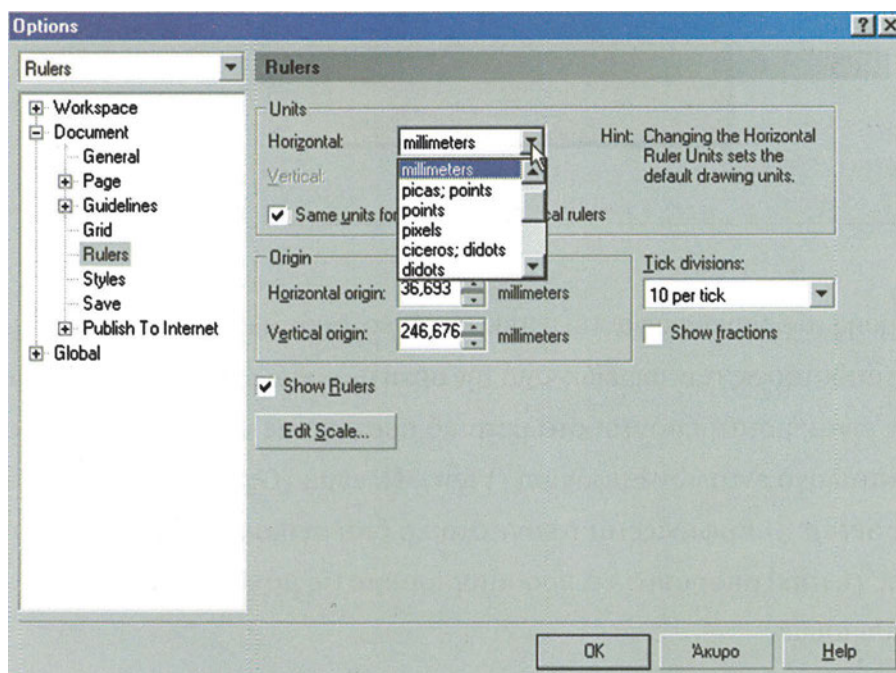 Options
Rulers
Workspace
Document
General
Page
Guidelines
Grid
Rulers
Styles
Save
Publish To Internet
Global
Rulers
Units
Horizontal: millimeters
millimeters
picas; points
points
pixels
ciceros; didots
didots
Vertical:
Same units for cal rulers
Hint: Changing the Horizontal
Ruler Units sets the
default drawing units.
Origin
Horizontal origin: 36,693 millimeters
Vertical origin: 246,676 millimeters
Tick divisions:
10 per tick
Show fractions
Show Rulers
Edit Scale...
OK
Άκυρο
Help